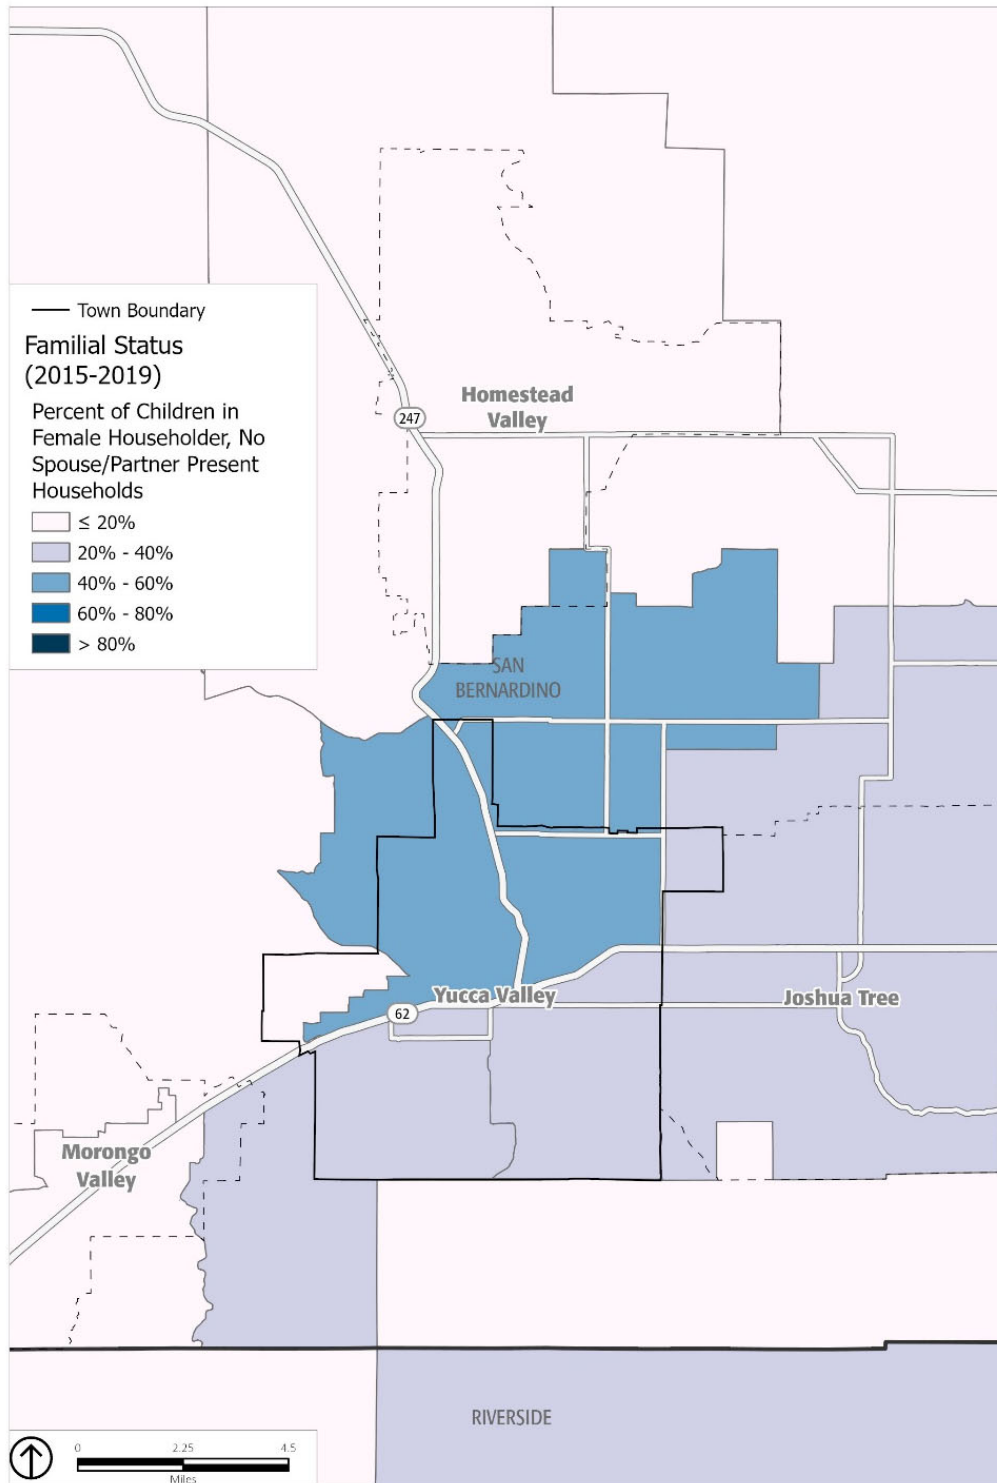 Town Boundary
Familial Status
(2015-2019)
Percent of Children in
Female Householder, No
Spouse/Partner Present
Households
≤ 20%
20% - 40%
40% - 60%
60% - 80%
> 80%
Homestead
Valley
247
SAN
BERNARDINO
Yucca Valley
Joshua Tree
62
Morongo
Valley
RIVERSIDE
0 2.25 4.5
Miles